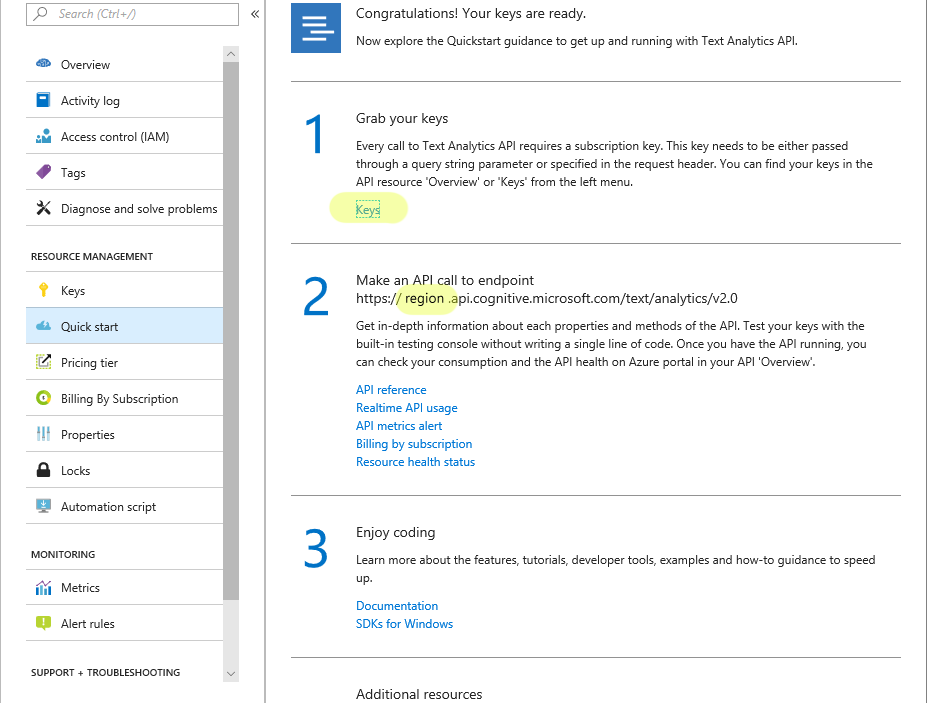 Search (Ctrl+/)
«
Overview
Activity log
Access control (IAM)
Tags
Diagnose and solve problems
RESOURCE MANAGEMENT
Keys
Quick start
Pricing tier
Billing By Subscription
Properties
Locks
Automation script
MONITORING
Metrics
Alert rules
SUPPORT + TROUBLESHOOTING
Congratulations! Your keys are ready.
Now explore the Quickstart guidance to get up and running with Text Analytics API.
1
Grab your keys
Every call to Text Analytics API requires a subscription key. This key needs to be either passed
through a query string parameter or specified in the request header. You can find your keys in the
API resource 'Overview' or 'Keys' from the left menu.
Keys
2
Make an API call to endpoint
https:// region .api.cognitive.microsoft.com/text/analytics/v2.0
Get in-depth information about each properties and methods of the API. Test your keys with the
built-in testing console without writing a single line of code. Once you have the API running, you
can check your consumption and the API health on Azure portal in your API 'Overview'.
API reference
Realtime API usage
API metrics alert
Billing by subscription
Resource health status
3
Enjoy coding
Learn more about the features, tutorials, developer tools, examples and how-to guidance to speed
up.
Documentation
SDKs for Windows
Additional resources